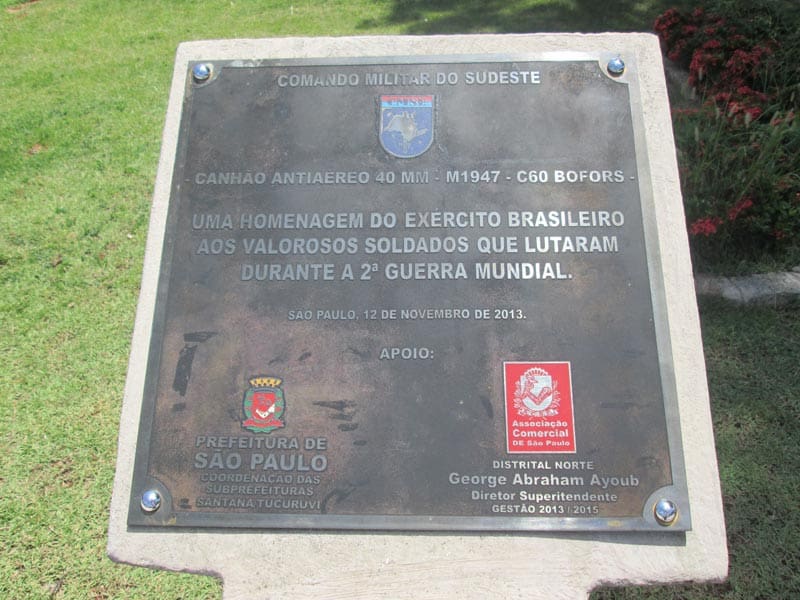 COMANDO MILITAR DO SUDESTE
- CANHÃO ANTIAÉREO 40 MM - M1947 - C60 BOFORS -
UMA HOMENAGEM DO EXÉRCITO BRASILEIRO
AOS VALOROSOS SOLDADOS QUE LUTARAM
DURANTE A 2ª GUERRA MUNDIAL.
SÃO PAULO, 12 DE NOVEMBRO DE 2013.
APOIO:
PREFEITURA DE
SÃO PAULO
COORDENAÇÃO DAS
SUBPREFEITURAS
SANTANA/TUCURUVI
Associação
Comercial
DE São Paulo
DISTRITAL NORTE
George Abraham Ayoub
Diretor Superitendente
GESTÃO 2013 / 2015